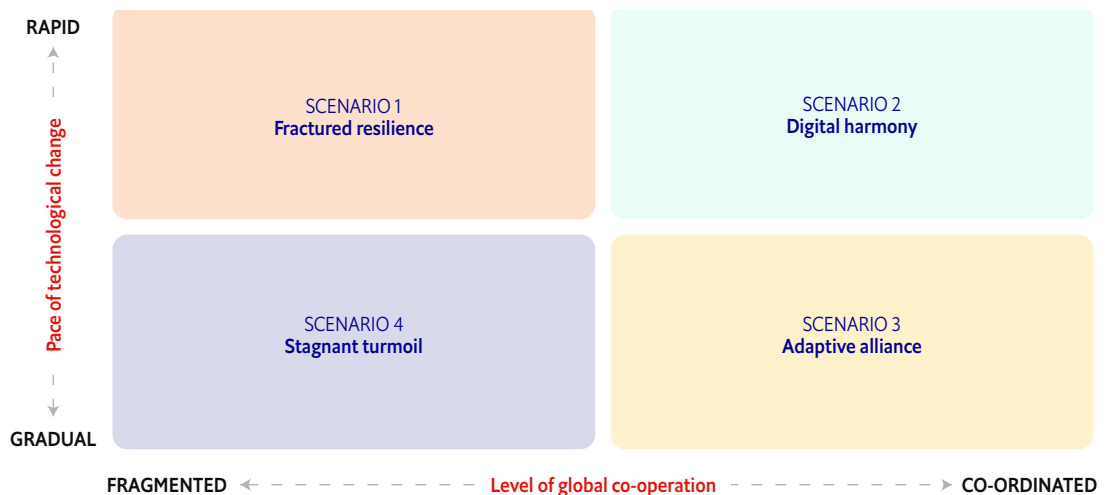 RAPID
Pace of technological change
GRADUAL
SCENARIO 1
Fractured resilience
SCENARIO 2
Digital harmony
SCENARIO 4
Stagnant turmoil
SCENARIO 3
Adaptive alliance
FRAGMENTED
Level of global co-operation
CO-ORDINATED